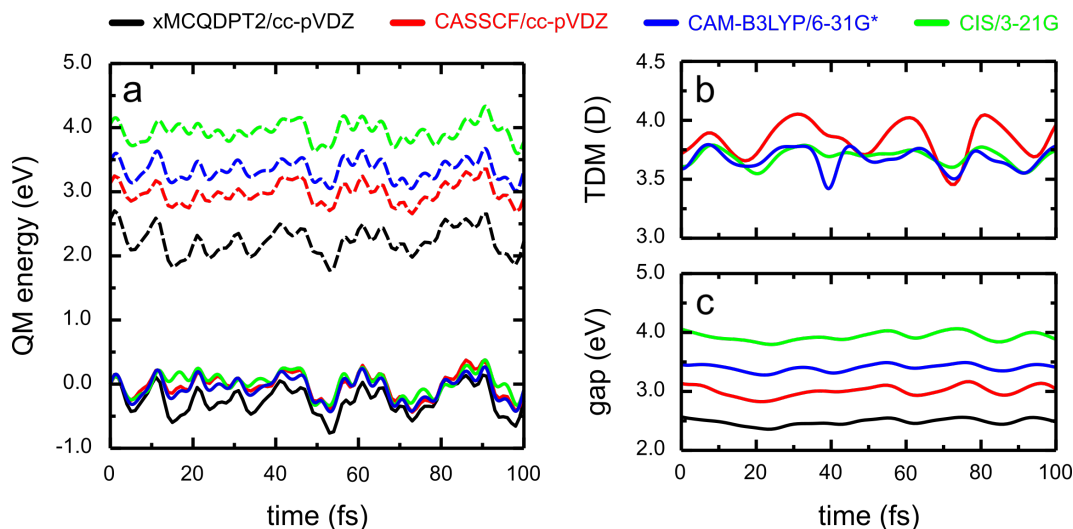 xMCQDPT2/cc-pVDZ CASSCF/cc-pVDZ CAM-B3LYP/6-31G* CIS/3-21G
a
QM energy (eV)
5.0
4.0
3.0
2.0
1.0
0.0
-1.0
0 20 40 60 80 100
time (fs)
b
TDM (D)
4.5
4.0
3.5
3.0
c
gap (eV)
5.0
4.0
3.0
2.0
0 20 40 60 80 100
time (fs)